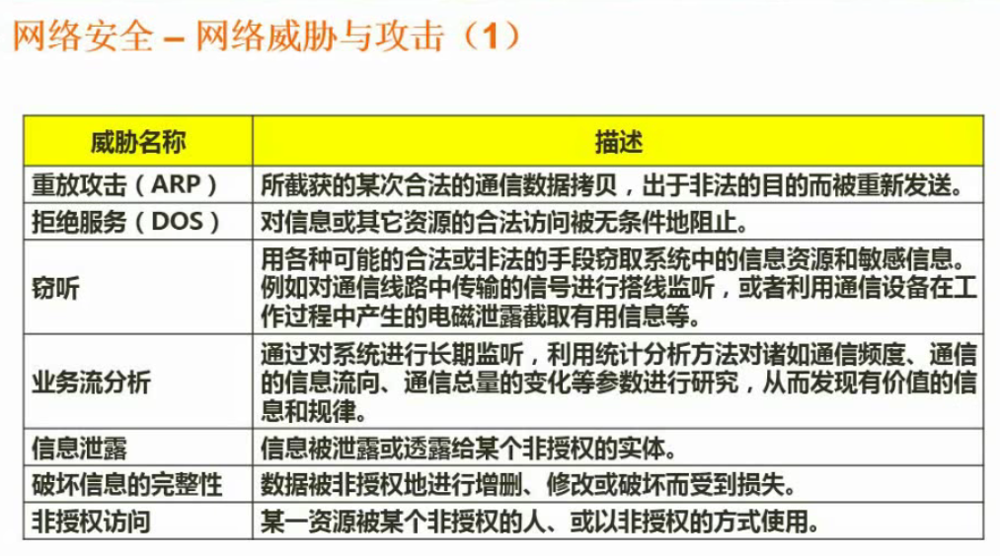 网络安全 – 网络威胁与攻击（1）
威胁名称
描述
重放攻击（ARP）
所截获的某次合法的通信数据拷贝，出于非法的目的而被重新发送。
拒绝服务（DOS）
对信息或其它资源的合法访问被无条件地阻止。
窃听
用各种可能的合法或非法的手段窃取系统中的信息资源和敏感信息。
例如对通信线路中传输的信号进行搭线监听，或者利用通信设备在工
作过程中产生的电磁泄露截取有用信息等。
业务流分析
通过对系统进行长期监听，利用统计分析方法对诸如通信频度、通信
的信息流向、通信总量的变化等参数进行研究，从而发现有价值的信
息和规律。
信息泄露
信息被泄露或透露给某个非授权的实体。
破坏信息的完整性
数据被非授权地进行增删、修改或破坏而受到损失。
非授权访问
某一资源被某个非授权的人、或以非授权的方式使用。